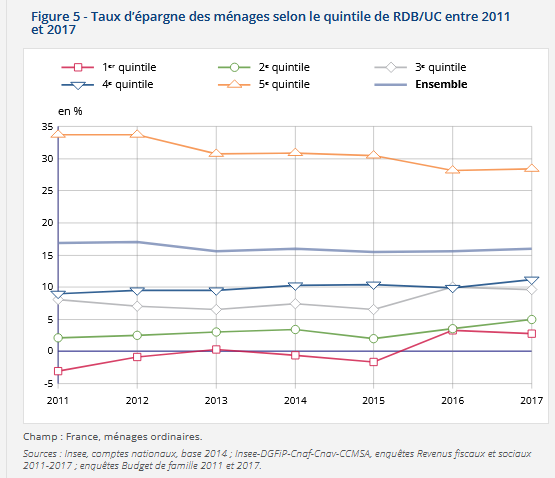 Figure 5 - Taux d'épargne des ménages selon le quintile de RDB/UC entre 2011
et 2017
1er quintile
2e quintile
3e quintile
4e quintile
5e quintile
Ensemble
en %
35
30
25
20
15
10
5
0
-5
2011 2012 2013 2014 2015 2016 2017
Champ : France, ménages ordinaires.
Sources : Insee, comptes nationaux, base 2014 ; Insee-DGFiP-Cnaf-Cnav-CCMSA, enquêtes Revenus fiscaux et sociaux
2011-2017 ; enquêtes Budget de famille 2011 et 2017.